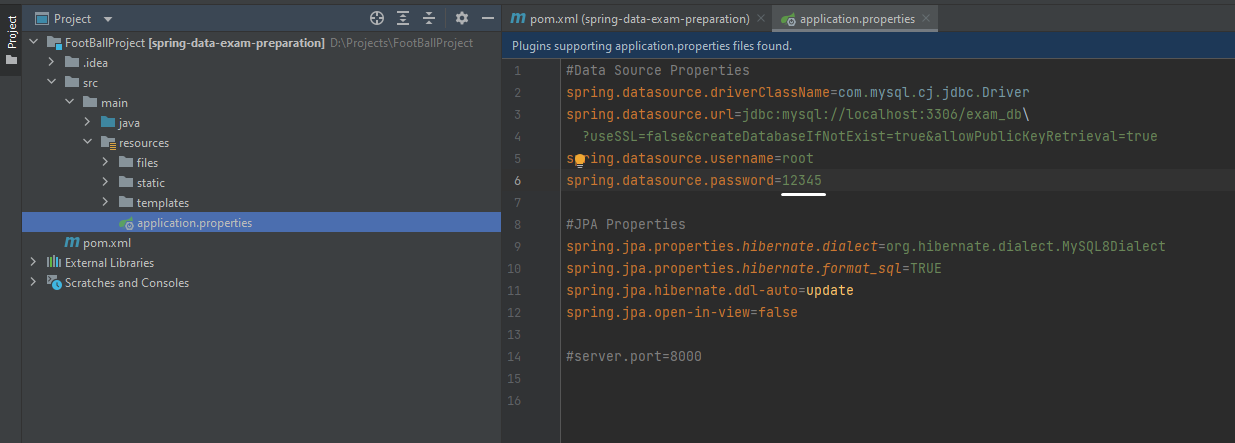 Project
Project
FootBallProject [spring-data-exam-preparation] D:\Projects\FootBallProject
.idea
src
main
java
resources
files
static
templates
application.properties
pom.xml
External Libraries
Scratches and Consoles
pom.xml (spring-data-exam-preparation)
application.properties
Plugins supporting application.properties files found.
1 #Data Source Properties
2 spring.datasource.driverClassName=com.mysql.cj.jdbc.Driver
3 spring.datasource.url=jdbc:mysql://localhost:3306/exam_db\
4 ?useSSL=false&createDatabaseIfNotExist=true&allowPublicKeyRetrieval=true
5 spring.datasource.username=root
6 spring.datasource.password=12345
7
8 #JPA Properties
9 spring.jpa.properties.hibernate.dialect=org.hibernate.dialect.MySQL8Dialect
10 spring.jpa.properties.hibernate.format_sql=TRUE
11 spring.jpa.hibernate.ddl-auto=update
12 spring.jpa.open-in-view=false
13
14 #server.port=8000
15
16